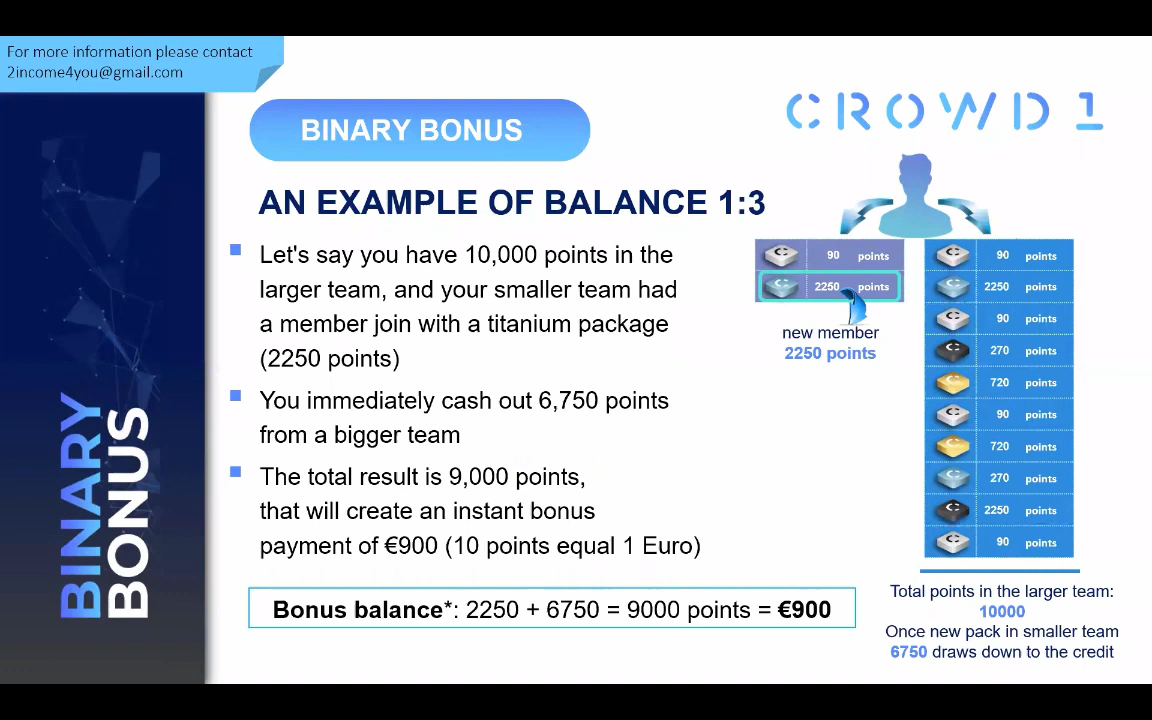 For more information please contact
2income4you@gmail.com
CROWD 1
BINARY BONUS
AN EXAMPLE OF BALANCE 1:3
Let's say you have 10,000 points in the
larger team, and your smaller team had
a member join with a titanium package
(2250 points)
You immediately cash out 6,750 points
from a bigger team
The total result is 9,000 points,
that will create an instant bonus
payment of €900 (10 points equal 1 Euro)
Bonus balance*: 2250 + 6750 = 9000 points = €900
BINARY
BONUS
90 points
2250 points
new member
2250 points
90 points
2250 points
90 points
270 points
720 points
90 points
720 points
270 points
2250 points
90 points
Total points in the larger team:
10000
Once new pack in smaller team
6750 draws down to the credit